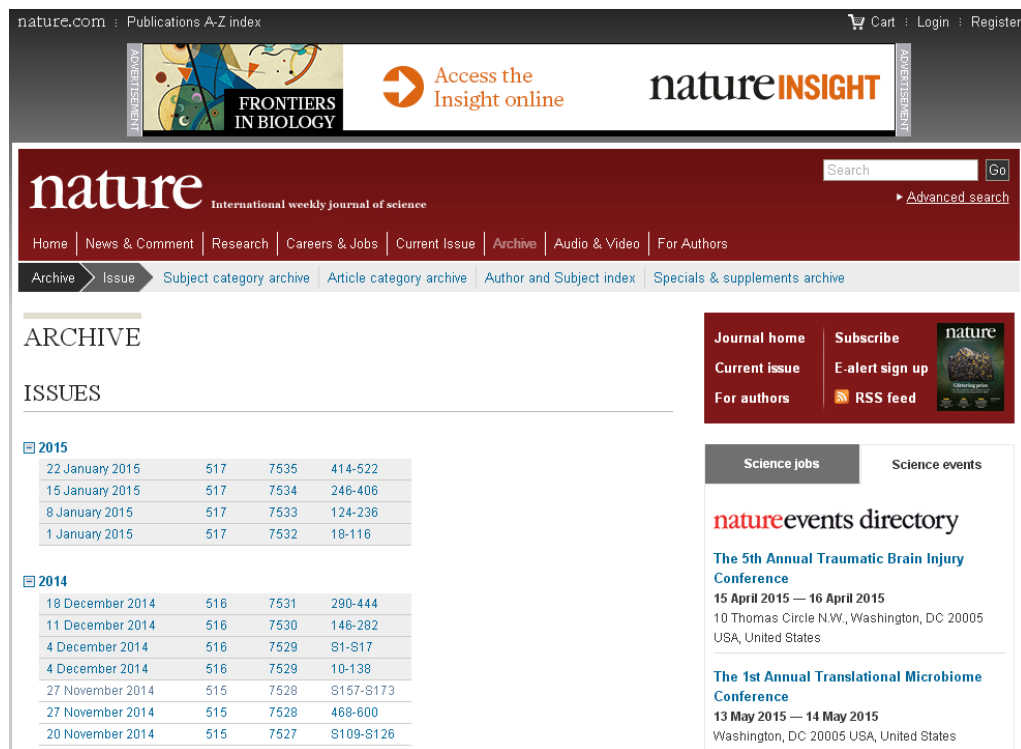 nature.com : Publications A-Z index
Cart : Login : Register
ADVERTISEMENT
FRONTIERS
IN BIOLOGY
Access the
Insight online
nature INSIGHT
ADVERTISEMENT
nature International weekly journal of science
Search
Go
Advanced search
Home News & Comment Research Careers & Jobs Current Issue Archive Audio & Video For Authors
Archive Issue Subject category archive Article category archive Author and Subject index Specials & supplements archive
ARCHIVE
ISSUES
2015
22 January 2015 517 7535 414-522
15 January 2015 517 7534 246-406
8 January 2015 517 7533 124-236
1 January 2015 517 7532 18-116
2014
18 December 2014 516 7531 290-444
11 December 2014 516 7530 146-282
4 December 2014 516 7529 S1-S17
4 December 2014 516 7529 10-138
27 November 2014 515 7528 S157-S173
27 November 2014 515 7528 468-600
20 November 2014 515 7527 S109-S126
Journal home
Current issue
For authors
Subscribe
E-alert sign up
RSS feed
nature
Glittering prize
Science jobs Science events
natureevents directory
The 5th Annual Traumatic Brain Injury
Conference
15 April 2015 — 16 April 2015
10 Thomas Circle N.W., Washington, DC 20005
USA, United States
The 1st Annual Translational Microbiome
Conference
13 May 2015 — 14 May 2015
Washington, DC 20005 USA, United States